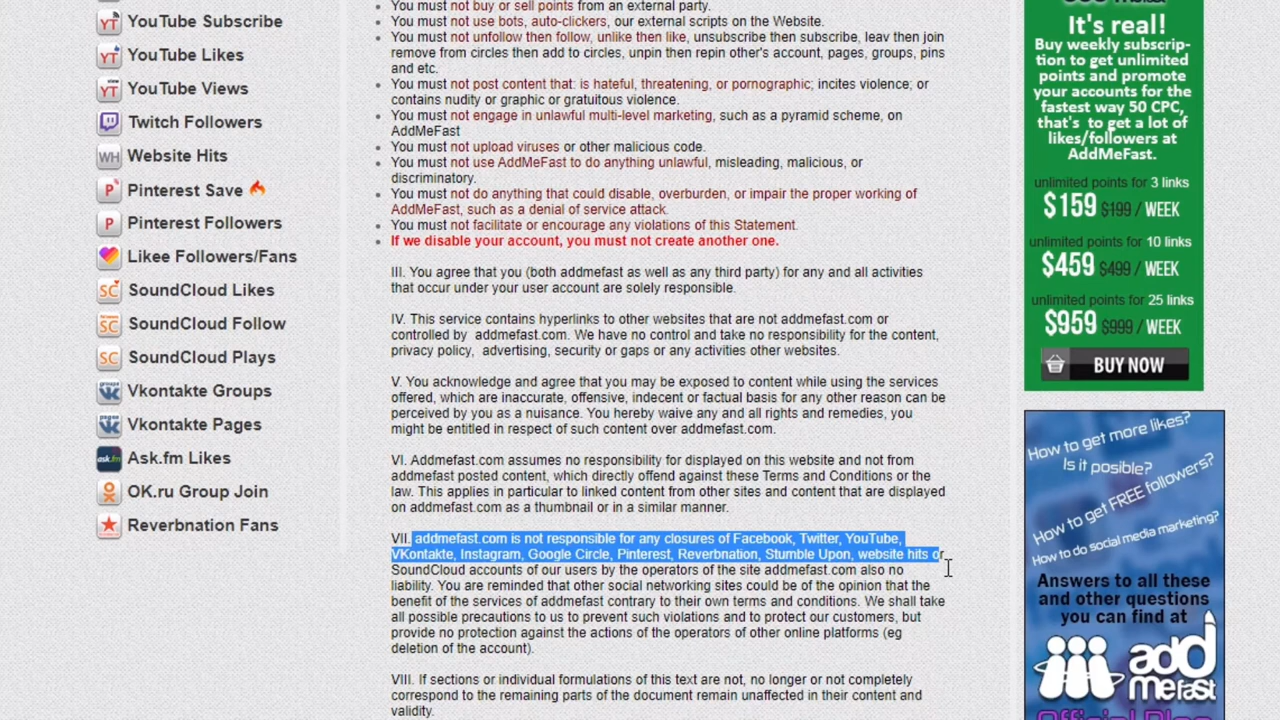 YouTube Subscribe
YouTube Likes
YouTube Views
Twitch Followers
Website Hits
Pinterest Save
Pinterest Followers
Likee Followers/Fans
SoundCloud Likes
SoundCloud Follow
SoundCloud Plays
Vkontakte Groups
Vkontakte Pages
Ask.fm Likes
OK.ru Group Join
Reverbnation Fans
You must not buy or sell points from an external party.
You must not use bots, auto-clickers, our external scripts on the Website.
You must not unfollow then follow, unlike then like, unsubscribe then subscribe, leave then join
remove from circles then add to circles, unpin then repin other's account, pages, groups, pins
and etc.
You must not post content that: is hateful, threatening, or pornographic; incites violence; or
contains nudity or graphic or gratuitous violence.
You must not engage in unlawful multi-level marketing, such as a pyramid scheme, on
AddMeFast
You must not upload viruses or other malicious code.
You must not use AddMeFast to do anything unlawful, misleading, malicious, or
discriminatory.
You must not do anything that could disable, overburden, or impair the proper working of
AddMeFast, such as a denial of service attack.
You must not facilitate or encourage any violations of this Statement.
If we disable your account, you must not create another one.
III. You agree that you (both addmefast as well as any third party) for any and all activities
that occur under your user account are solely responsible.
IV. This service contains hyperlinks to other websites that are not addmefast.com or
controlled by addmefast.com. We have no control and take no responsibility for the content,
privacy policy, advertising, security or gaps or any activities other websites.
V. You acknowledge and agree that you may be exposed to content while using the services
offered, which are inaccurate, offensive, indecent or factual basis for any other reason can be
perceived by you as a nuisance. You hereby waive any and all rights and remedies, you
might be entitled in respect of such content over addmefast.com.
VI. Addmefast.com assumes no responsibility for displayed on this website and not from
addmefast posted content, which directly offend against these Terms and Conditions or the
law. This applies in particular to linked content from other sites and content that are displayed
on addmefast.com as a thumbnail or in a similar manner.
VII. addmefast.com is not responsible for any closures of Facebook, Twitter, YouTube,
VKontakte, Instagram, Google Circle, Pinterest, Reverbnation, Stumble Upon, website hits or
SoundCloud accounts of our users by the operators of the site addmefast.com also no
liability. You are reminded that other social networking sites could be of the opinion that the
benefit of the services of addmefast contrary to their own terms and conditions. We shall take
all possible precautions to us to prevent such violations and to protect our customers, but
provide no protection against the actions of the operators of other online platforms (eg
deletion of the account).
VIII. If sections or individual formulations of this text are not, no longer or not completely
correspond to the remaining parts of the document remain unaffected in their content and
validity.
It's real!
Buy weekly subscrip-
tion to get unlimited
points and promote
your accounts for the
fastest way 50 CPC,
that's to get a lot of
likes/followers at
AddMeFast.
unlimited points for 3 links
$159 $199 / WEEK
unlimited points for 10 links
$459 $499 / WEEK
unlimited points for 25 links
$959 $999 / WEEK
BUY NOW
How to get more likes?
Is it posible?
How to get FREE followers?
How to do social media marketing?
Answers to all these
and other questions
you can find at
add
mefast